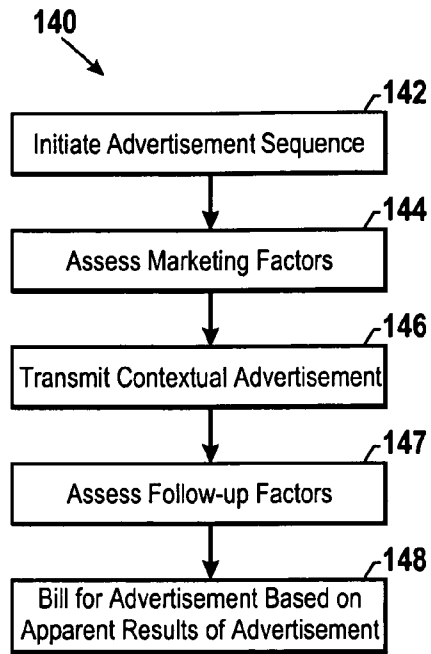 140
142
Initiate Advertisement Sequence
144
Assess Marketing Factors
146
Transmit Contextual Advertisement
147
Assess Follow-up Factors
148
Bill for Advertisement Based on
Apparent Results of Advertisement